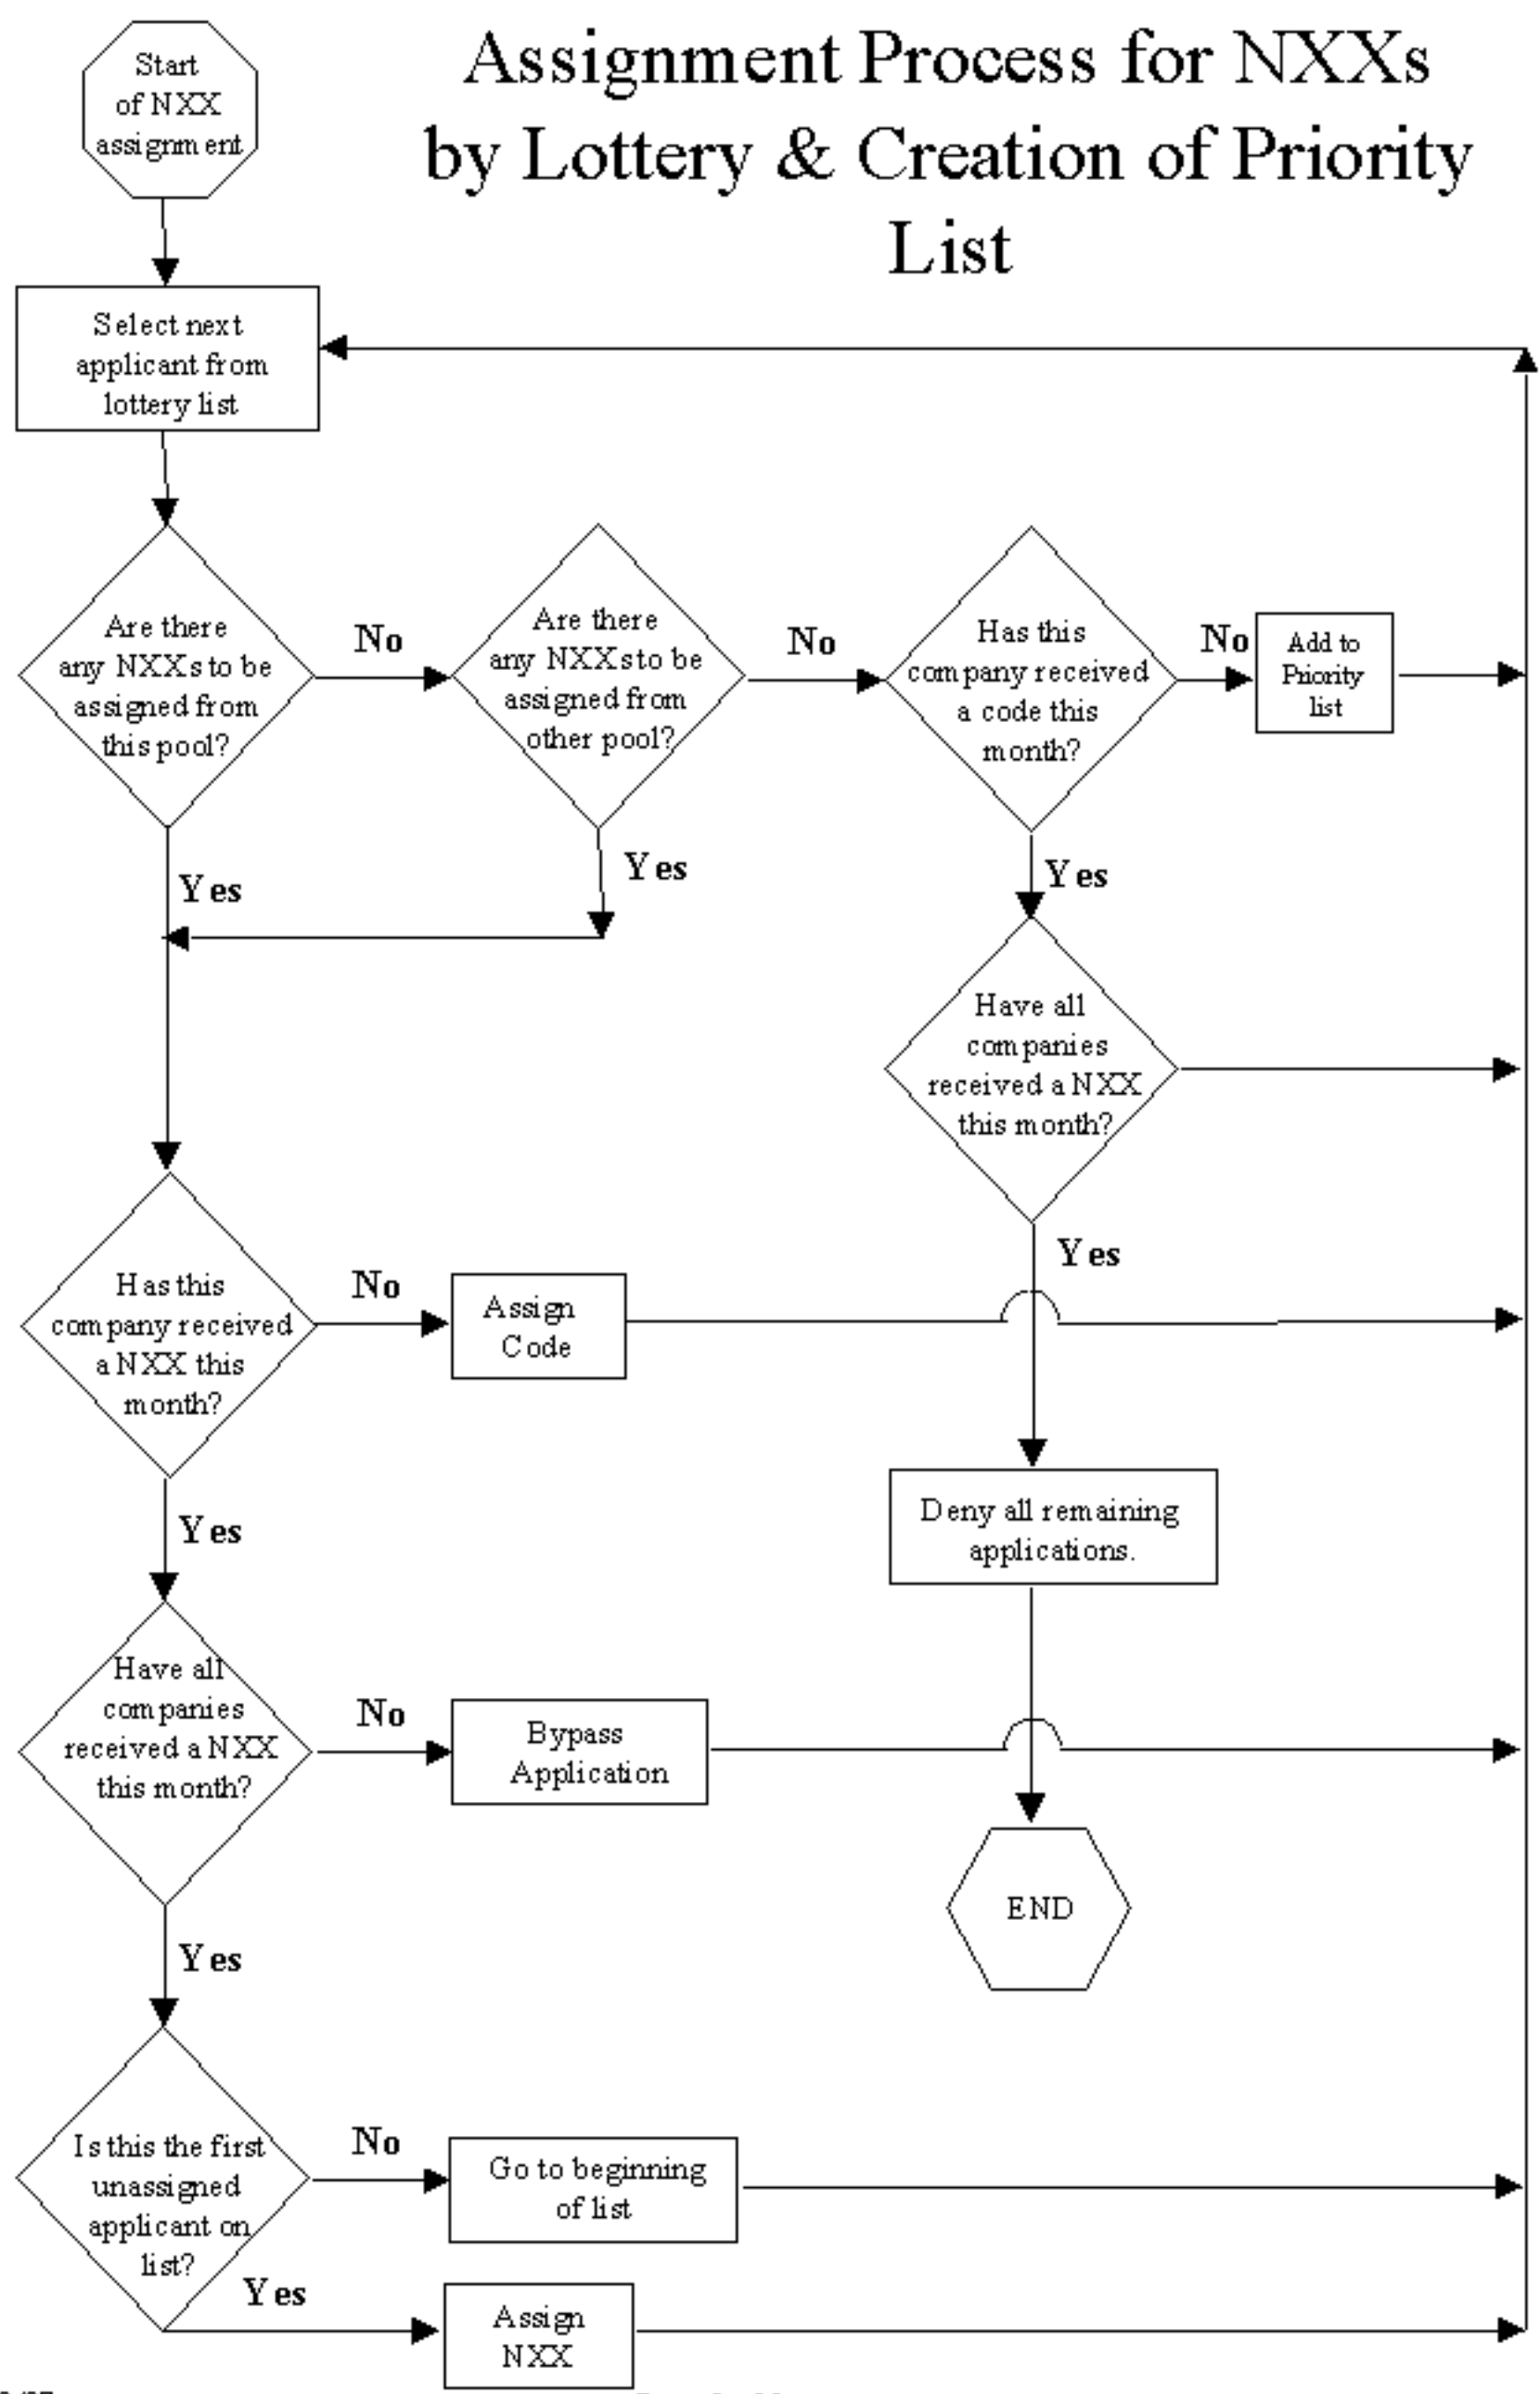 Start
of NXX
assignment
Assignment Process for NXXs
by Lottery & Creation of Priority
List
Select next
applicant from
lottery list
Are there
any NXXs to be
assigned from
this pool?
No
Are there
any NXXs to be
assigned from
other pool?
No
Has this
company received
a code this
month?
No
Add to
Priority
list
Yes
Yes
Yes
Have all
companies
received a NXX
this month?
Yes
Has this
company received
a NXX this
month?
No
Assign
Code
Deny all remaining
applications.
Yes
Have all
companies
received a NXX
this month?
No
Bypass
Application
END
Yes
Is this the first
unassigned
applicant on
list?
No
Go to beginning
of list
Yes
Assign
NXX